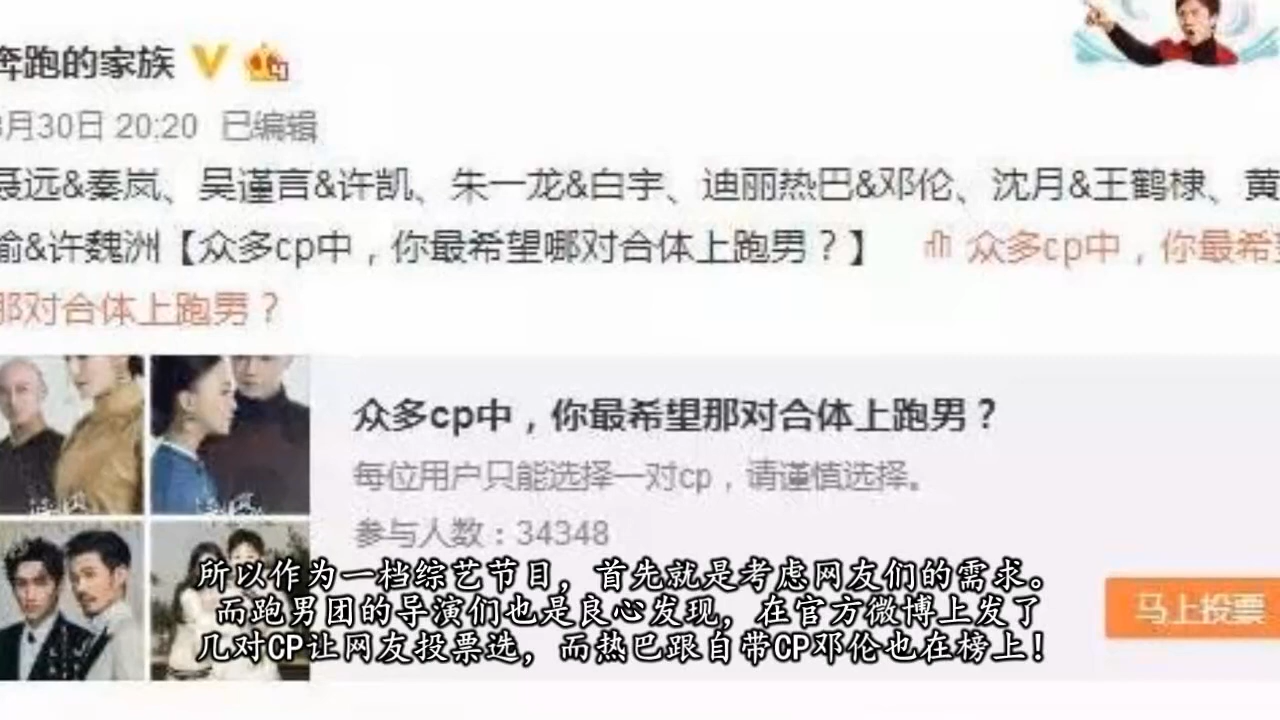 奔跑的家族
月30日 20:20 已编辑
聂远&秦岚、吴谨言&许凯、朱一龙&白宇、迪丽热巴&邓伦、沈月&王鹤棣、黄
瑜&许魏洲【众多cp中，你最希望哪对合体上跑男？】 众多cp中，你最希望
那对合体上跑男？
众多cp中，你最希望那对合体上跑男？
每位用户只能选择一对cp，请谨慎选择。
参与人数：34348
马上投票
所以作为一档综艺节目，首先就是考虑网友们的需求。
而跑男团的导演们也是良心发现，在官方微博上发了
几对CP让网友投票选，而热巴跟自带CP邓伦也在榜上！